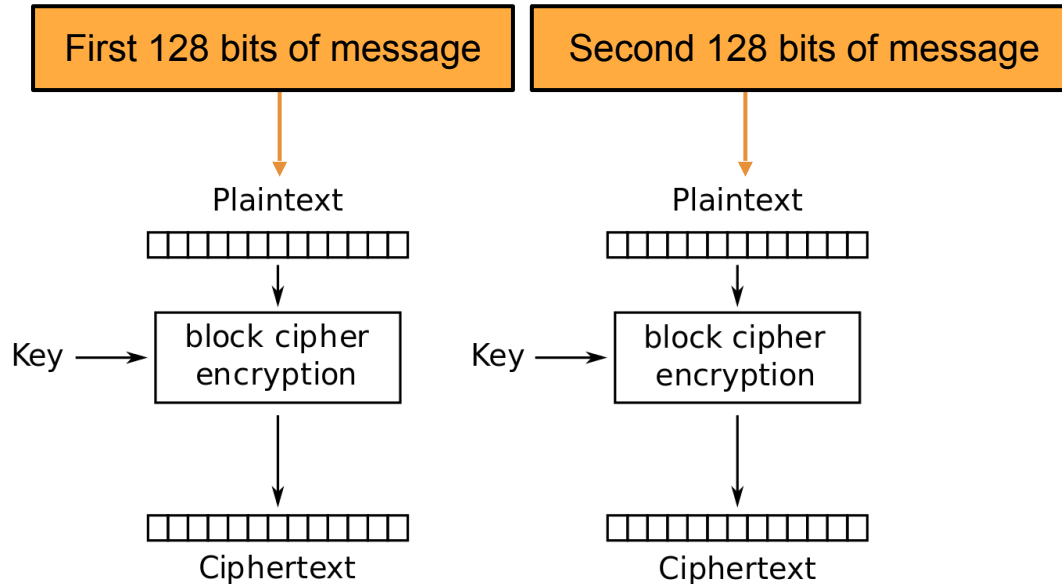 First 128 bits of message
Second 128 bits of message
Plaintext
Plaintext
Key
block cipher
encryption
Key
block cipher
encryption
Ciphertext
Ciphertext